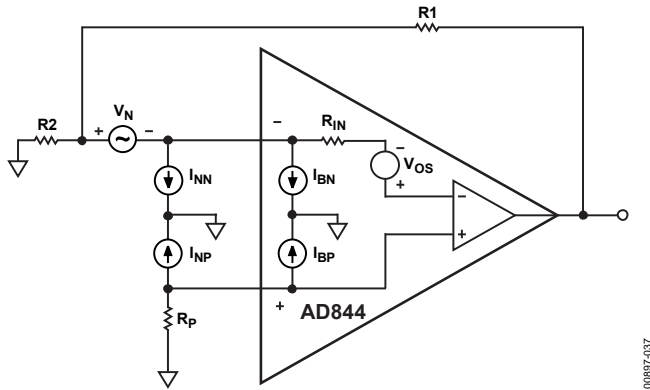 R1
VN
R2
+
~
−
−
RIN
−
VOS
+
INN
IBN
−
+
INP
IBP
+
RP
AD844
00897-037